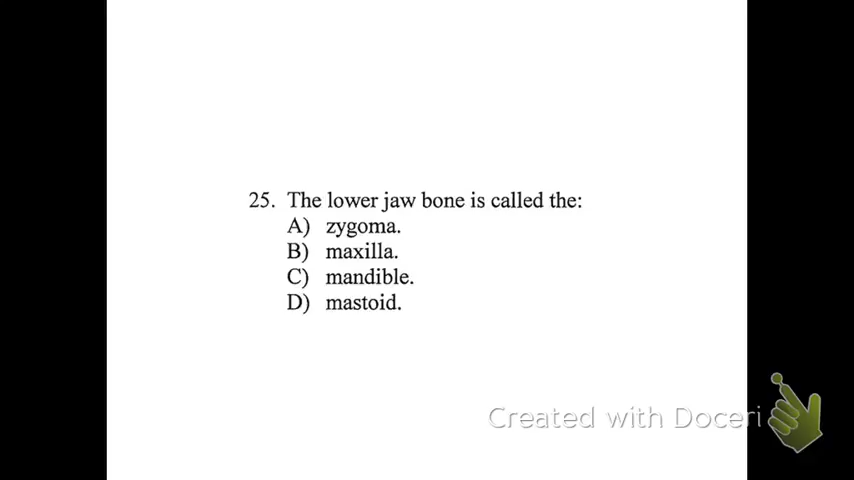 25. The lower jaw bone is called the:
A) zygoma.
B) maxilla.
C) mandible.
D) mastoid.
Created with Doceri